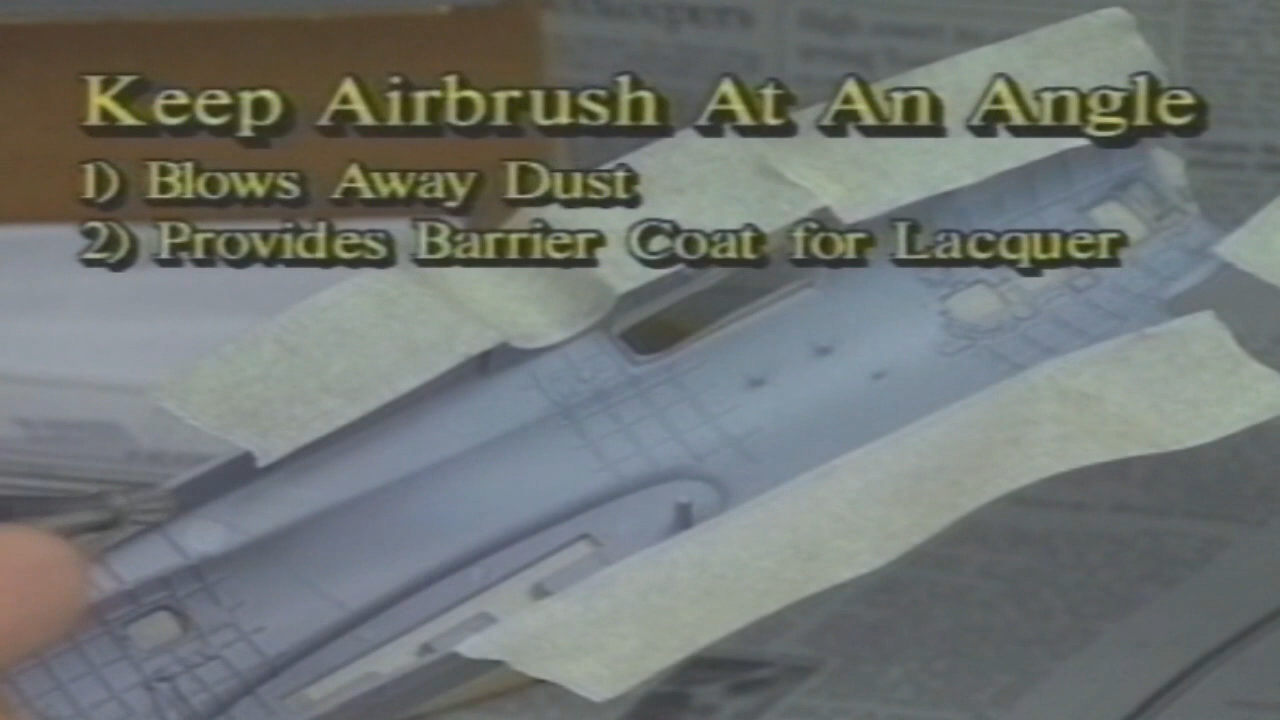 Keep Airbrush At An Angle
1) Blows Away Dust
2) Provides Barrier Coat for Lacquer